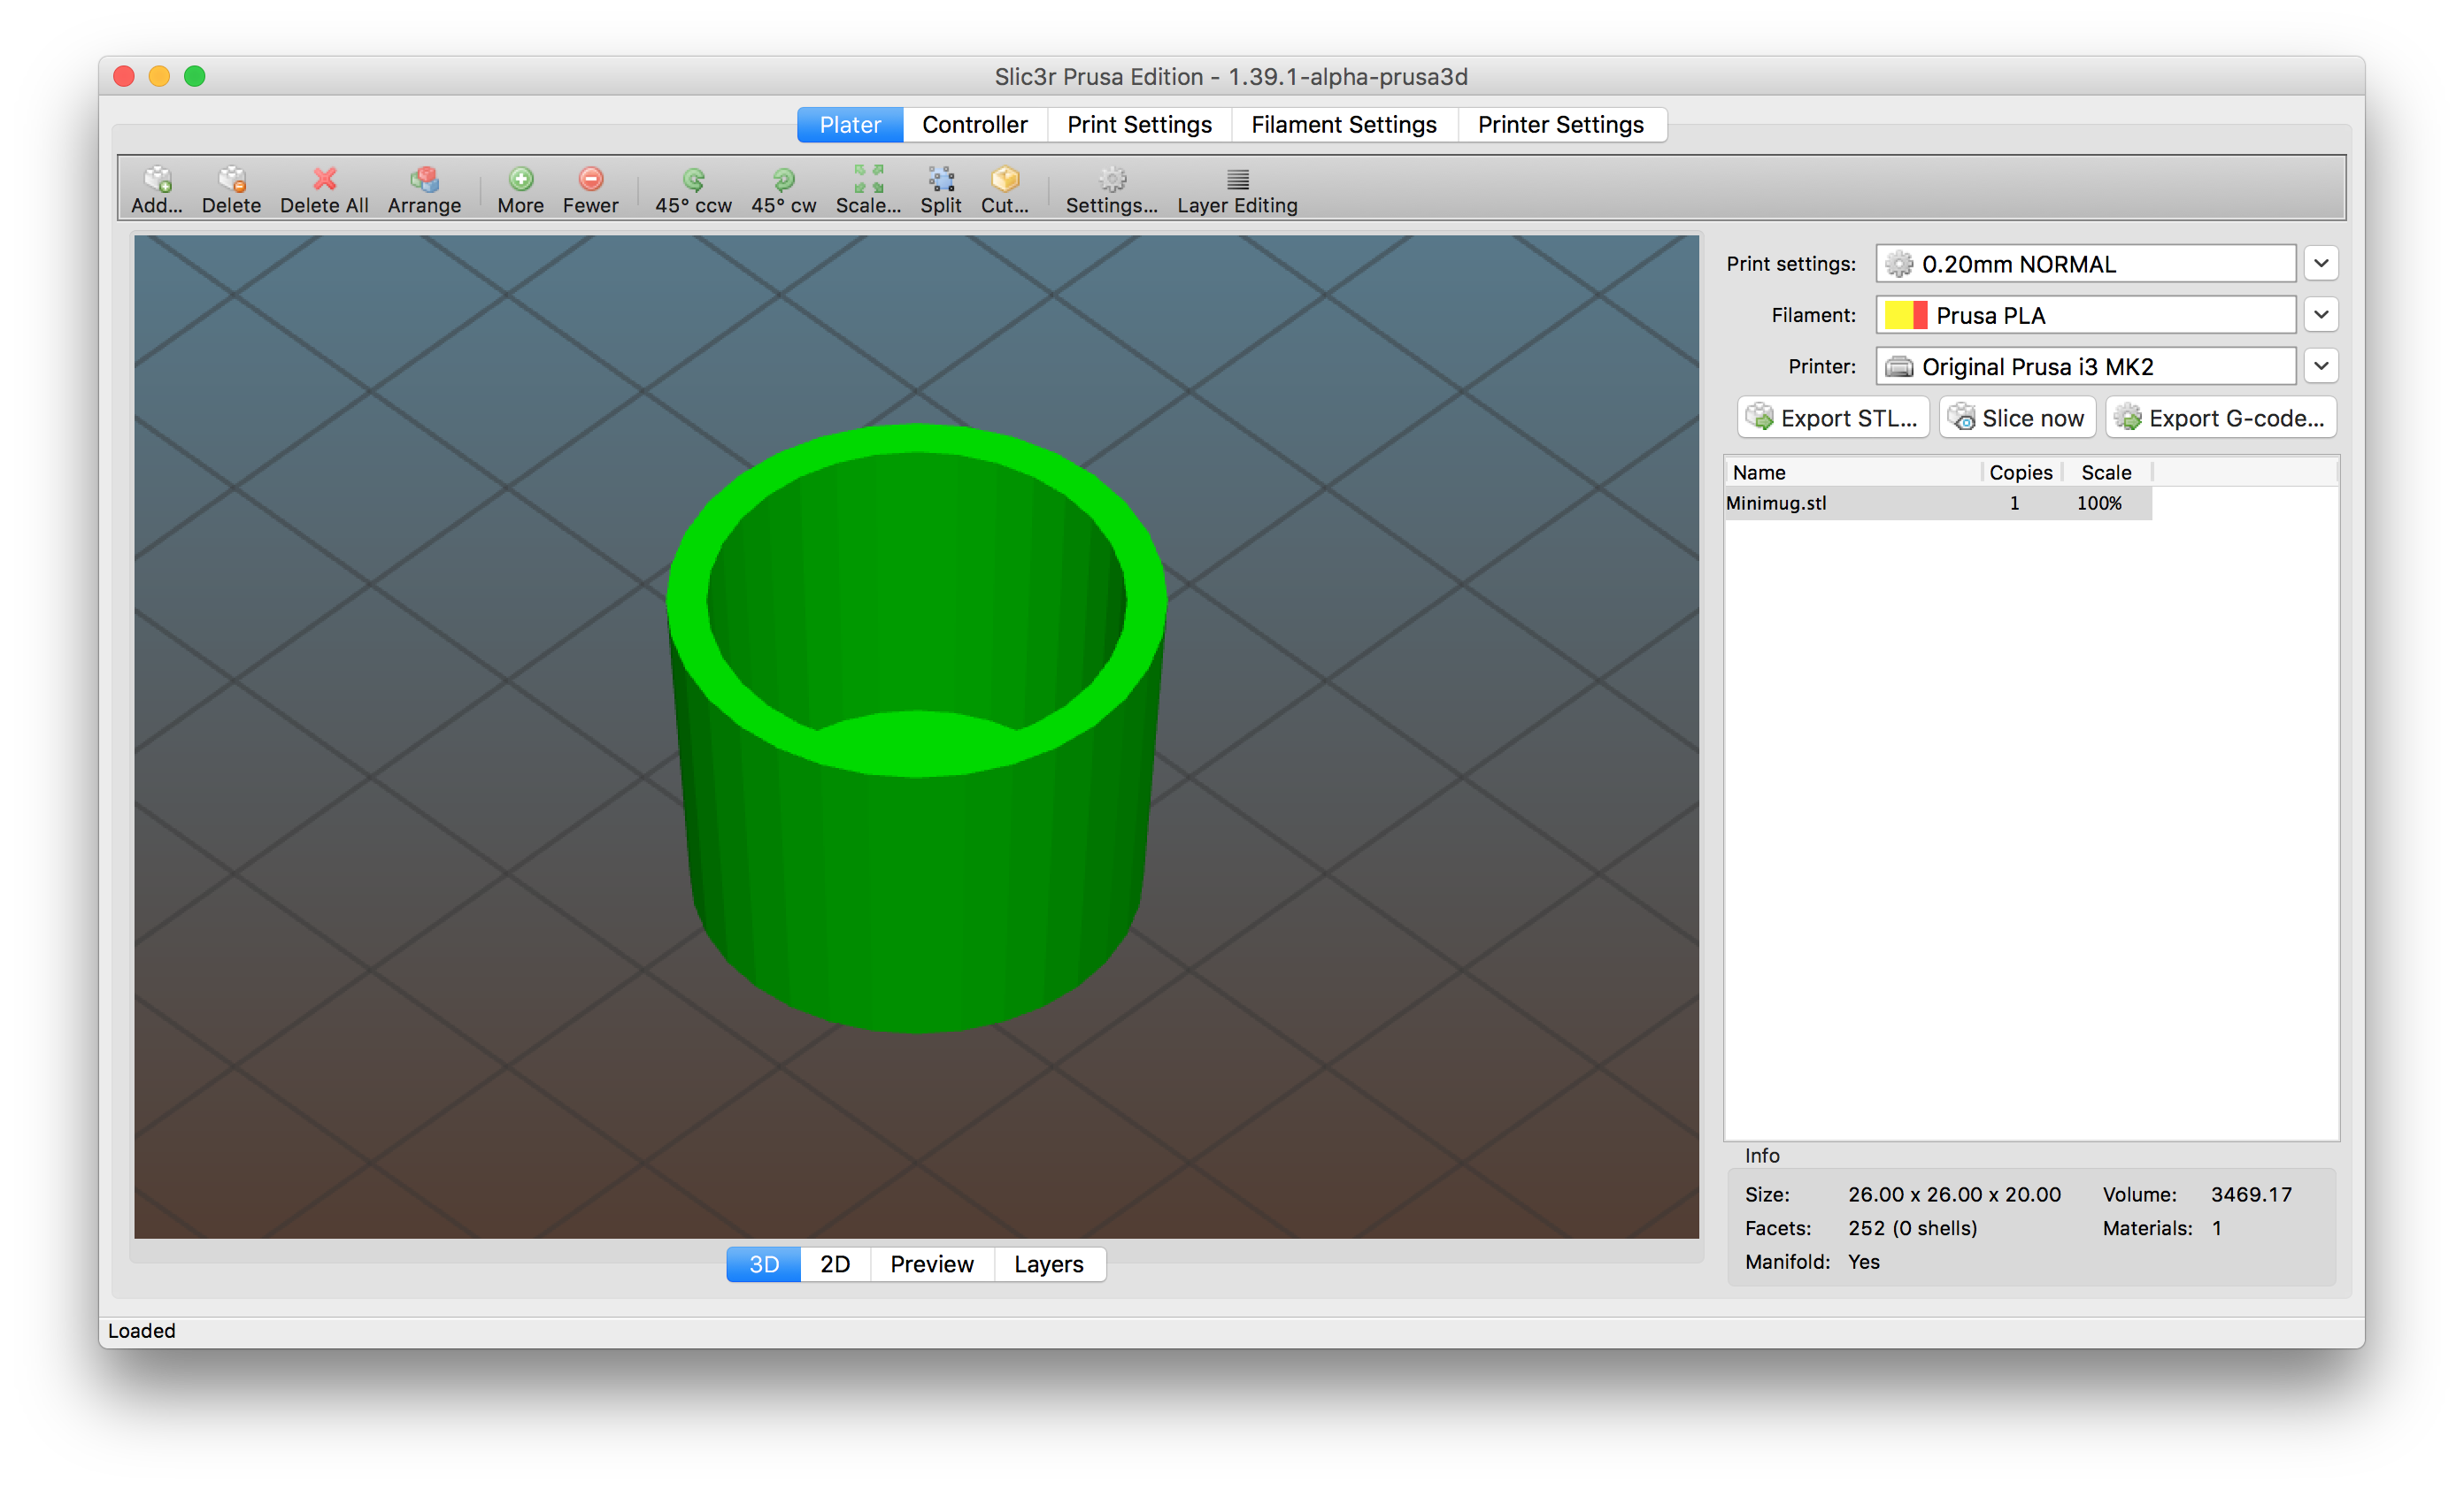 Slic3r Prusa Edition - 1.39.1-alpha-prusa3d
Plater Controller Print Settings Filament Settings Printer Settings
Add... Delete Delete All Arrange More Fewer 45° ccw 45° cw Scale... Split Cut... Settings... Layer Editing
Print settings: 0.20mm NORMAL
Filament: Prusa PLA
Printer: Original Prusa i3 MK2
Export STL... Slice now Export G-code...
Name Copies Scale
Minimug.stl 1 100%
Info
Size: 26.00 x 26.00 x 20.00 Volume: 3469.17
Facets: 252 (0 shells) Materials: 1
Manifold: Yes
3D 2D Preview Layers
Loaded